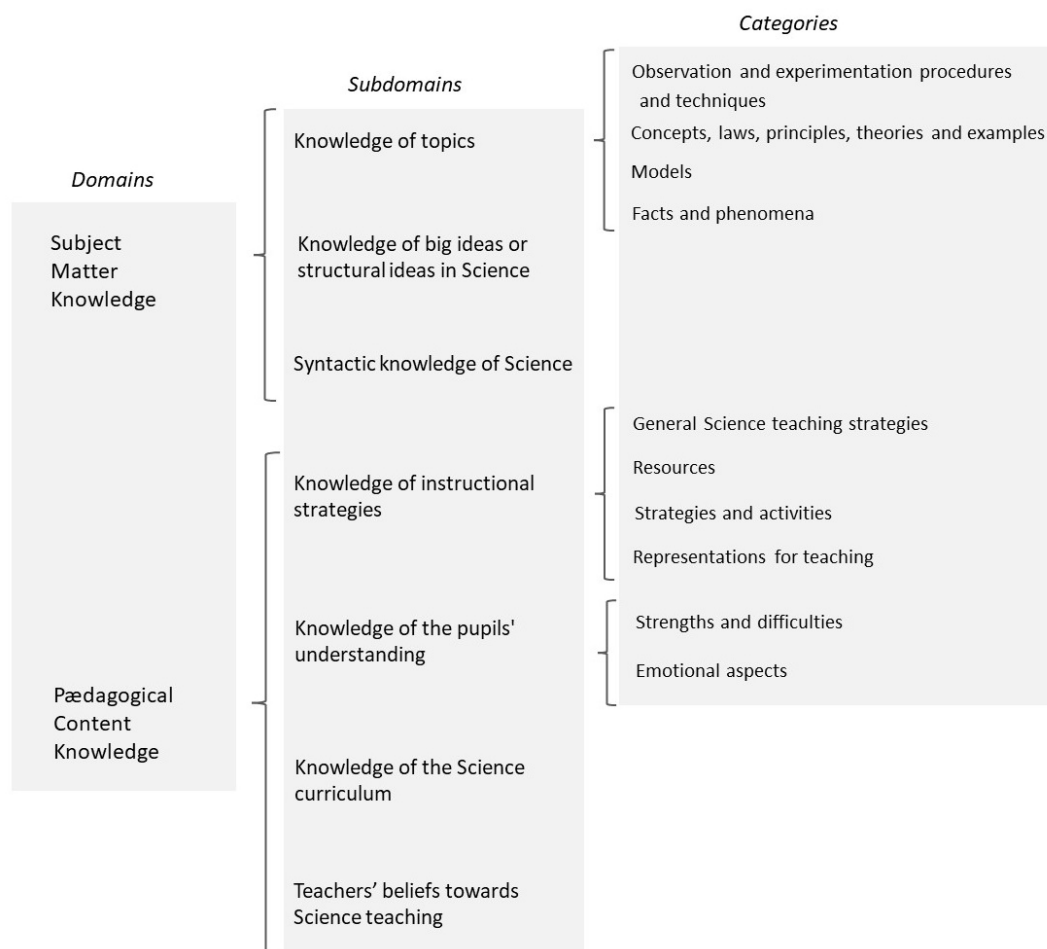 Domains
Subject
Matter
Knowledge
Pædagogical
Content
Knowledge
Subdomains
Knowledge of topics
Knowledge of big ideas or
structural ideas in Science
Syntactic knowledge of Science
Knowledge of instructional
strategies
Knowledge of the pupils'
understanding
Knowledge of the Science
curriculum
Teachers’ beliefs towards
Science teaching
Categories
Observation and experimentation procedures
and techniques
Concepts, laws, principles, theories and examples
Models
Facts and phenomena
General Science teaching strategies
Resources
Strategies and activities
Representations for teaching
Strengths and difficulties
Emotional aspects